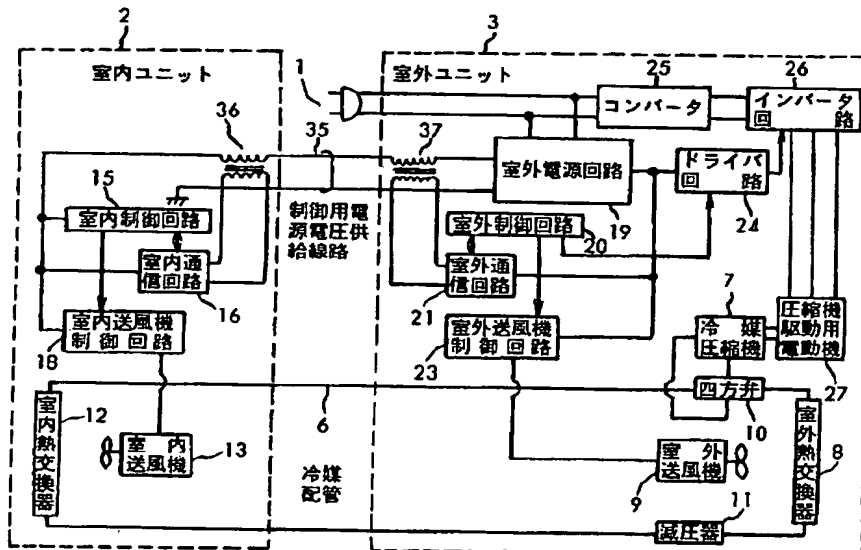 2
3
室内ユニット
室外ユニット
1
25
コンバータ
26
インバータ
回路
36
35
37
室外電源回路
19
ドライバ
回路
24
15
室内制御回路
制御用電
源電圧供
給線路
室外制御回路
20
室内通
信回路
16
室外通
信回路
21
7
冷媒
圧縮機
圧縮機
駆動用
電動機
27
室内送風機
制御回路
18
室外送風機
制御回路
23
四方弁
10
12
室内熱交換器
6
冷媒
配管
室内
送風機
13
室外
送風機
9
室外熱交換器
8
11
減圧器